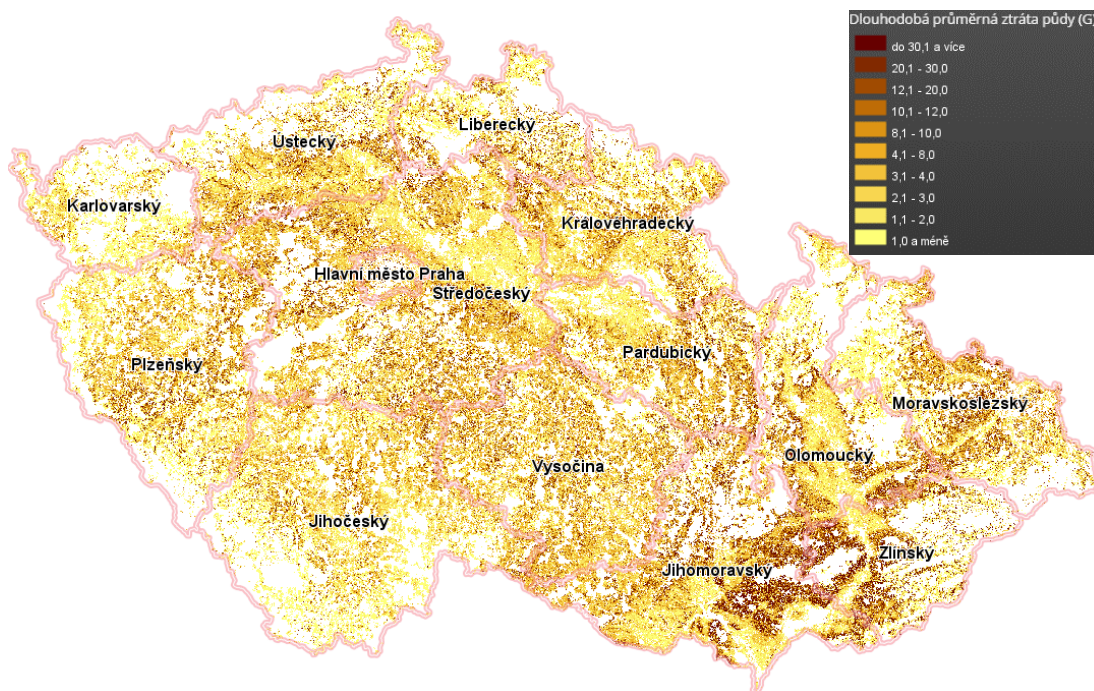 Dlouhodobá průměrná ztráta půdy (G)
do 30,1 a více
20,1 - 30,0
12,1 - 20,0
10,1 - 12,0
8,1 - 10,0
4,1 - 8,0
3,1 - 4,0
2,1 - 3,0
1,1 - 2,0
1,0 a méně
Liberecký
Ústecký
Karlovarský
Královéhradecký
Hlavní město Praha
Středočeský
Pardubický
Plzeňský
Moravskoslezský
Olomoucký
Vysočina
Jihočeský
Zlínský
Jihomoravský